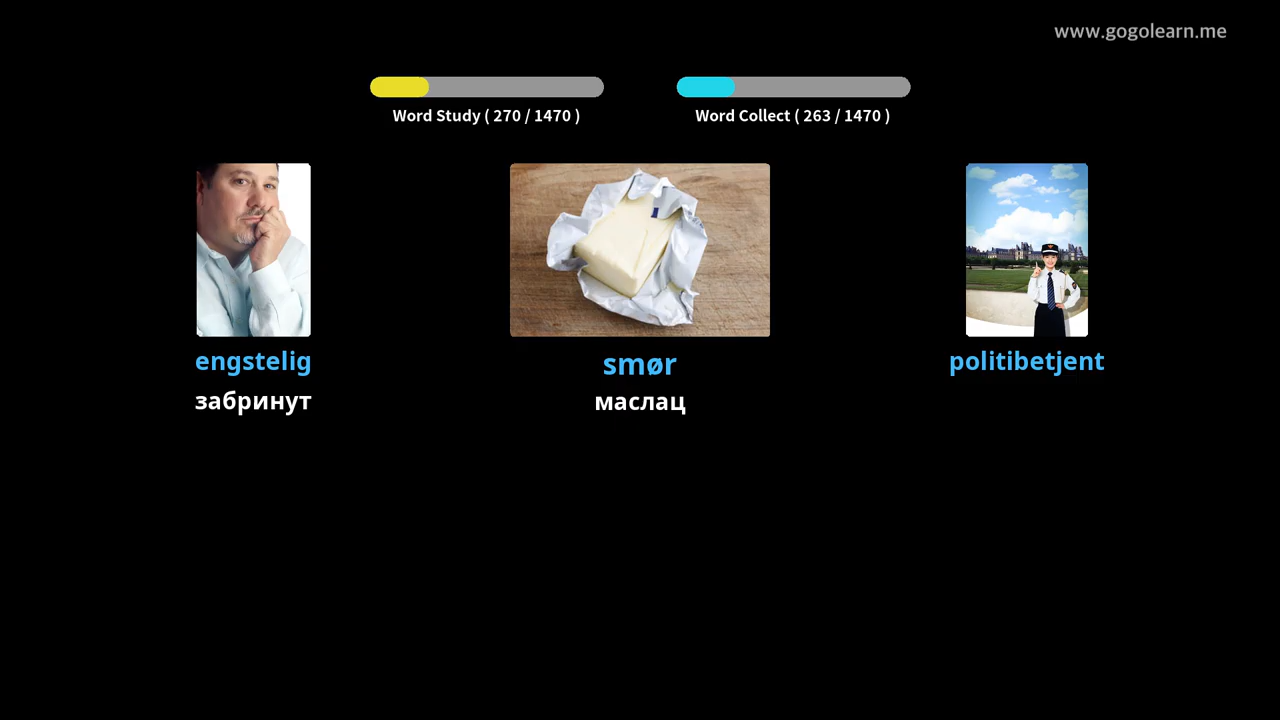 www.gogolearn.me
Word Study ( 270 / 1470 )
Word Collect ( 263 / 1470 )
engstelig
smør
politibetjent
забринут
маслац